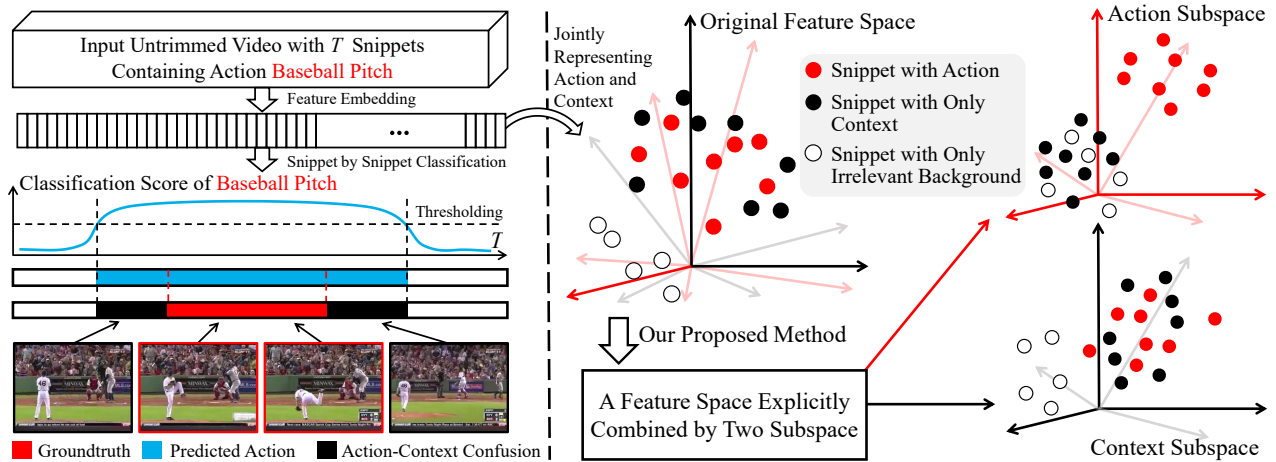 Input Untrimmed Video with T Snippets
Containing Action Baseball Pitch
Feature Embedding
...
Snippet by Snippet Classification
Classification Score of Baseball Pitch
Thresholding
T
Groundtruth
Predicted Action
Action-Context Confusion
Jointly
Representing
Action and
Context
Original Feature Space
Snippet with Action
Snippet with Only
Context
Snippet with Only
Irrelevant Background
Our Proposed Method
A Feature Space Explicitly
Combined by Two Subspace
Action Subspace
Context Subspace